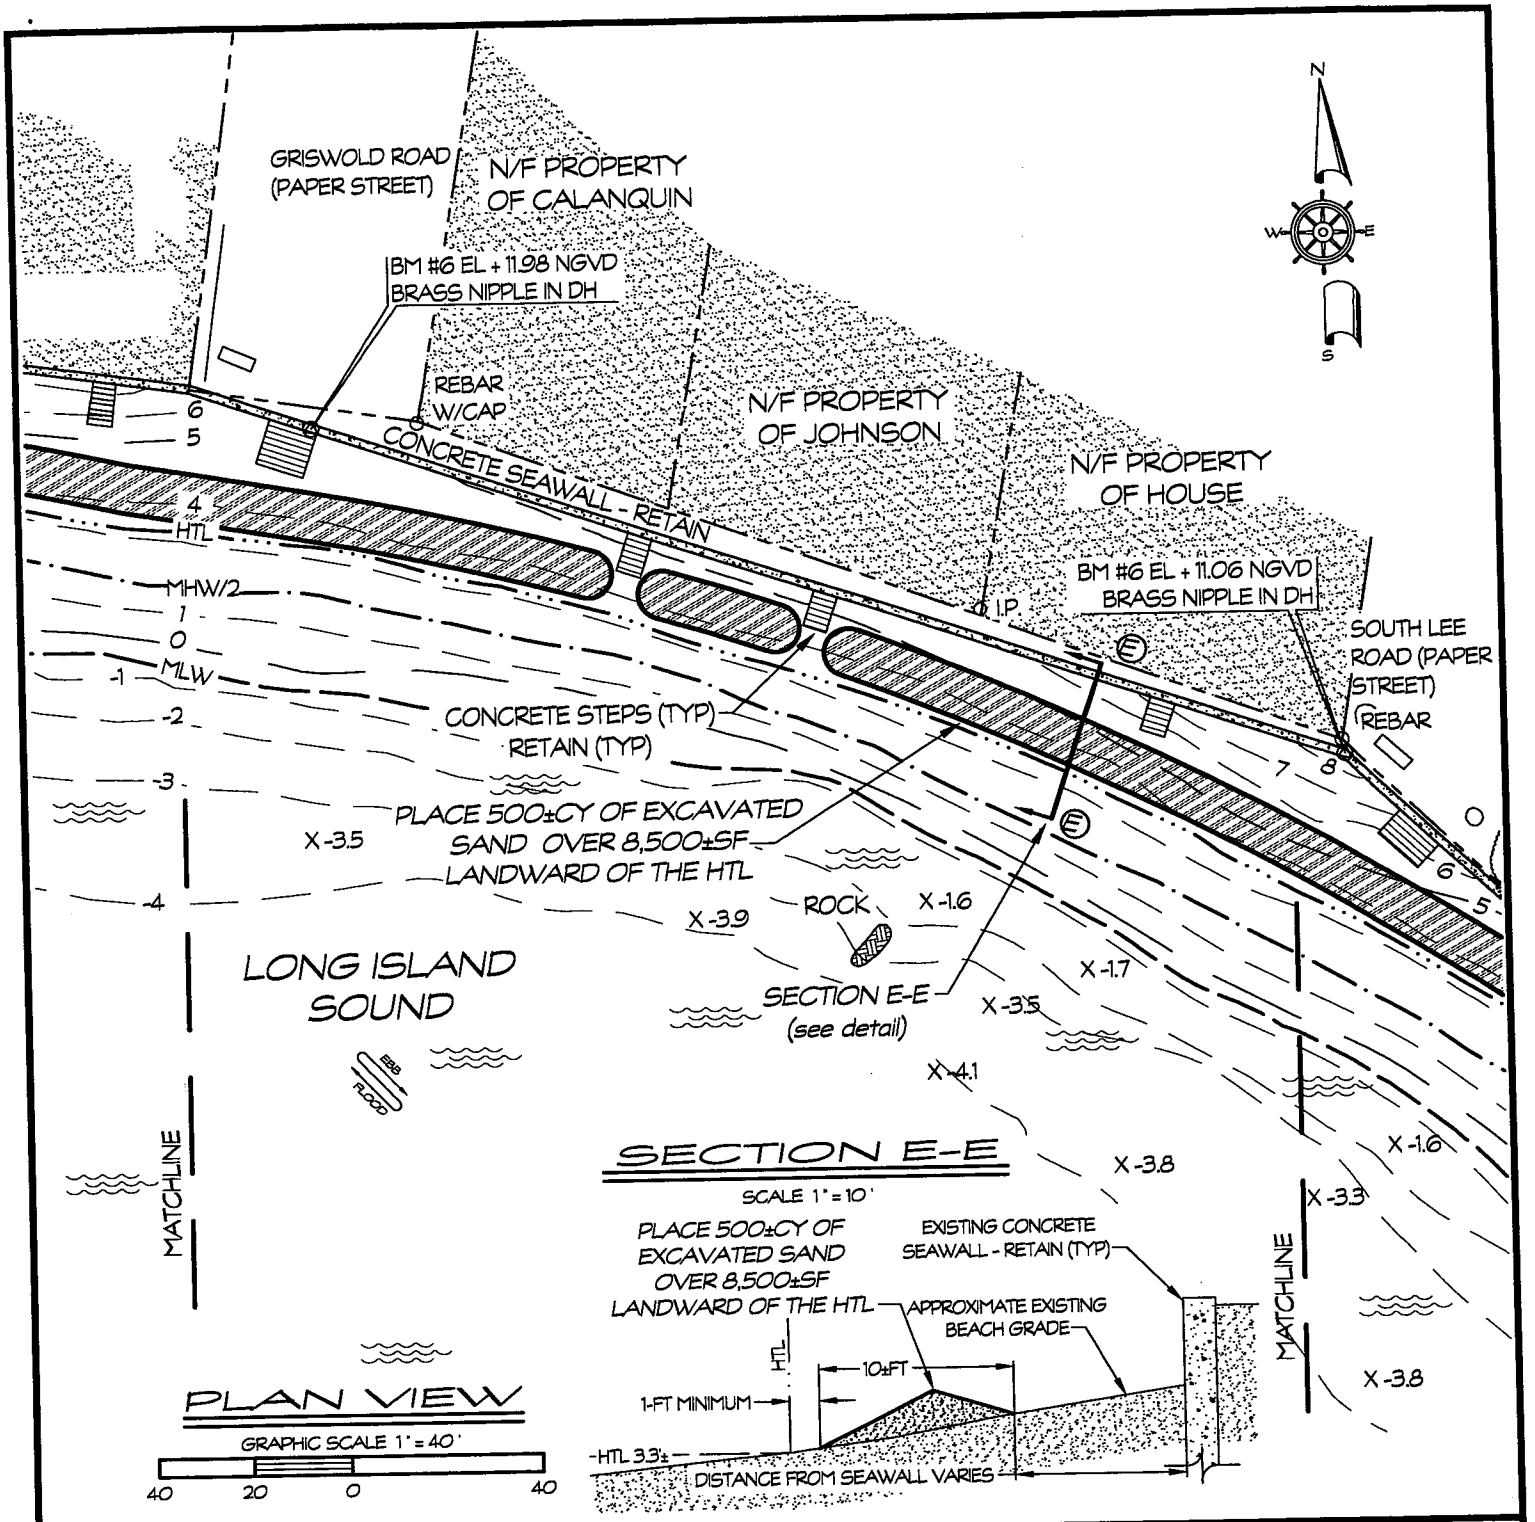 N
W
E
S
GRISWOLD ROAD
(PAPER STREET)
N/F PROPERTY
OF CALANQUIN
BM #6 EL + 11.98 NGVD
BRASS NIPPLE IN DH
REBAR
W/CAP
CONCRETE SEAWALL - RETAIN
N/F PROPERTY
OF JOHNSON
N/F PROPERTY
OF HOUSE
BM #6 EL + 11.06 NGVD
BRASS NIPPLE IN DH
I.P.
SOUTH LEE
ROAD (PAPER
STREET)
REBAR
6
5
4
HTL
MHW/2
1
0
MLW
-1
-2
-3
-4
E
E
7
8
6
5
CONCRETE STEPS (TYP)
RETAIN (TYP)
PLACE 500±CY OF EXCAVATED
SAND OVER 8,500±SF
LANDWARD OF THE HTL
X -3.5
X -3.9
ROCK
X -1.6
X -1.7
X -3.5
X -4.1
X -3.8
X -1.6
X -3.3
X -3.8
SECTION E-E
(see detail)
LONG ISLAND
SOUND
EBB
FLOOD
MATCHLINE
MATCHLINE
SECTION E-E
SCALE 1" = 10'
PLACE 500±CY OF
EXCAVATED SAND
OVER 8,500±SF
LANDWARD OF THE HTL
EXISTING CONCRETE
SEAWALL - RETAIN (TYP)
APPROXIMATE EXISTING
BEACH GRADE
HTL
10±FT
1-FT MINIMUM
HTL 3.3'±
DISTANCE FROM SEAWALL VARIES
PLAN VIEW
GRAPHIC SCALE 1" = 40'
40 20 0 40